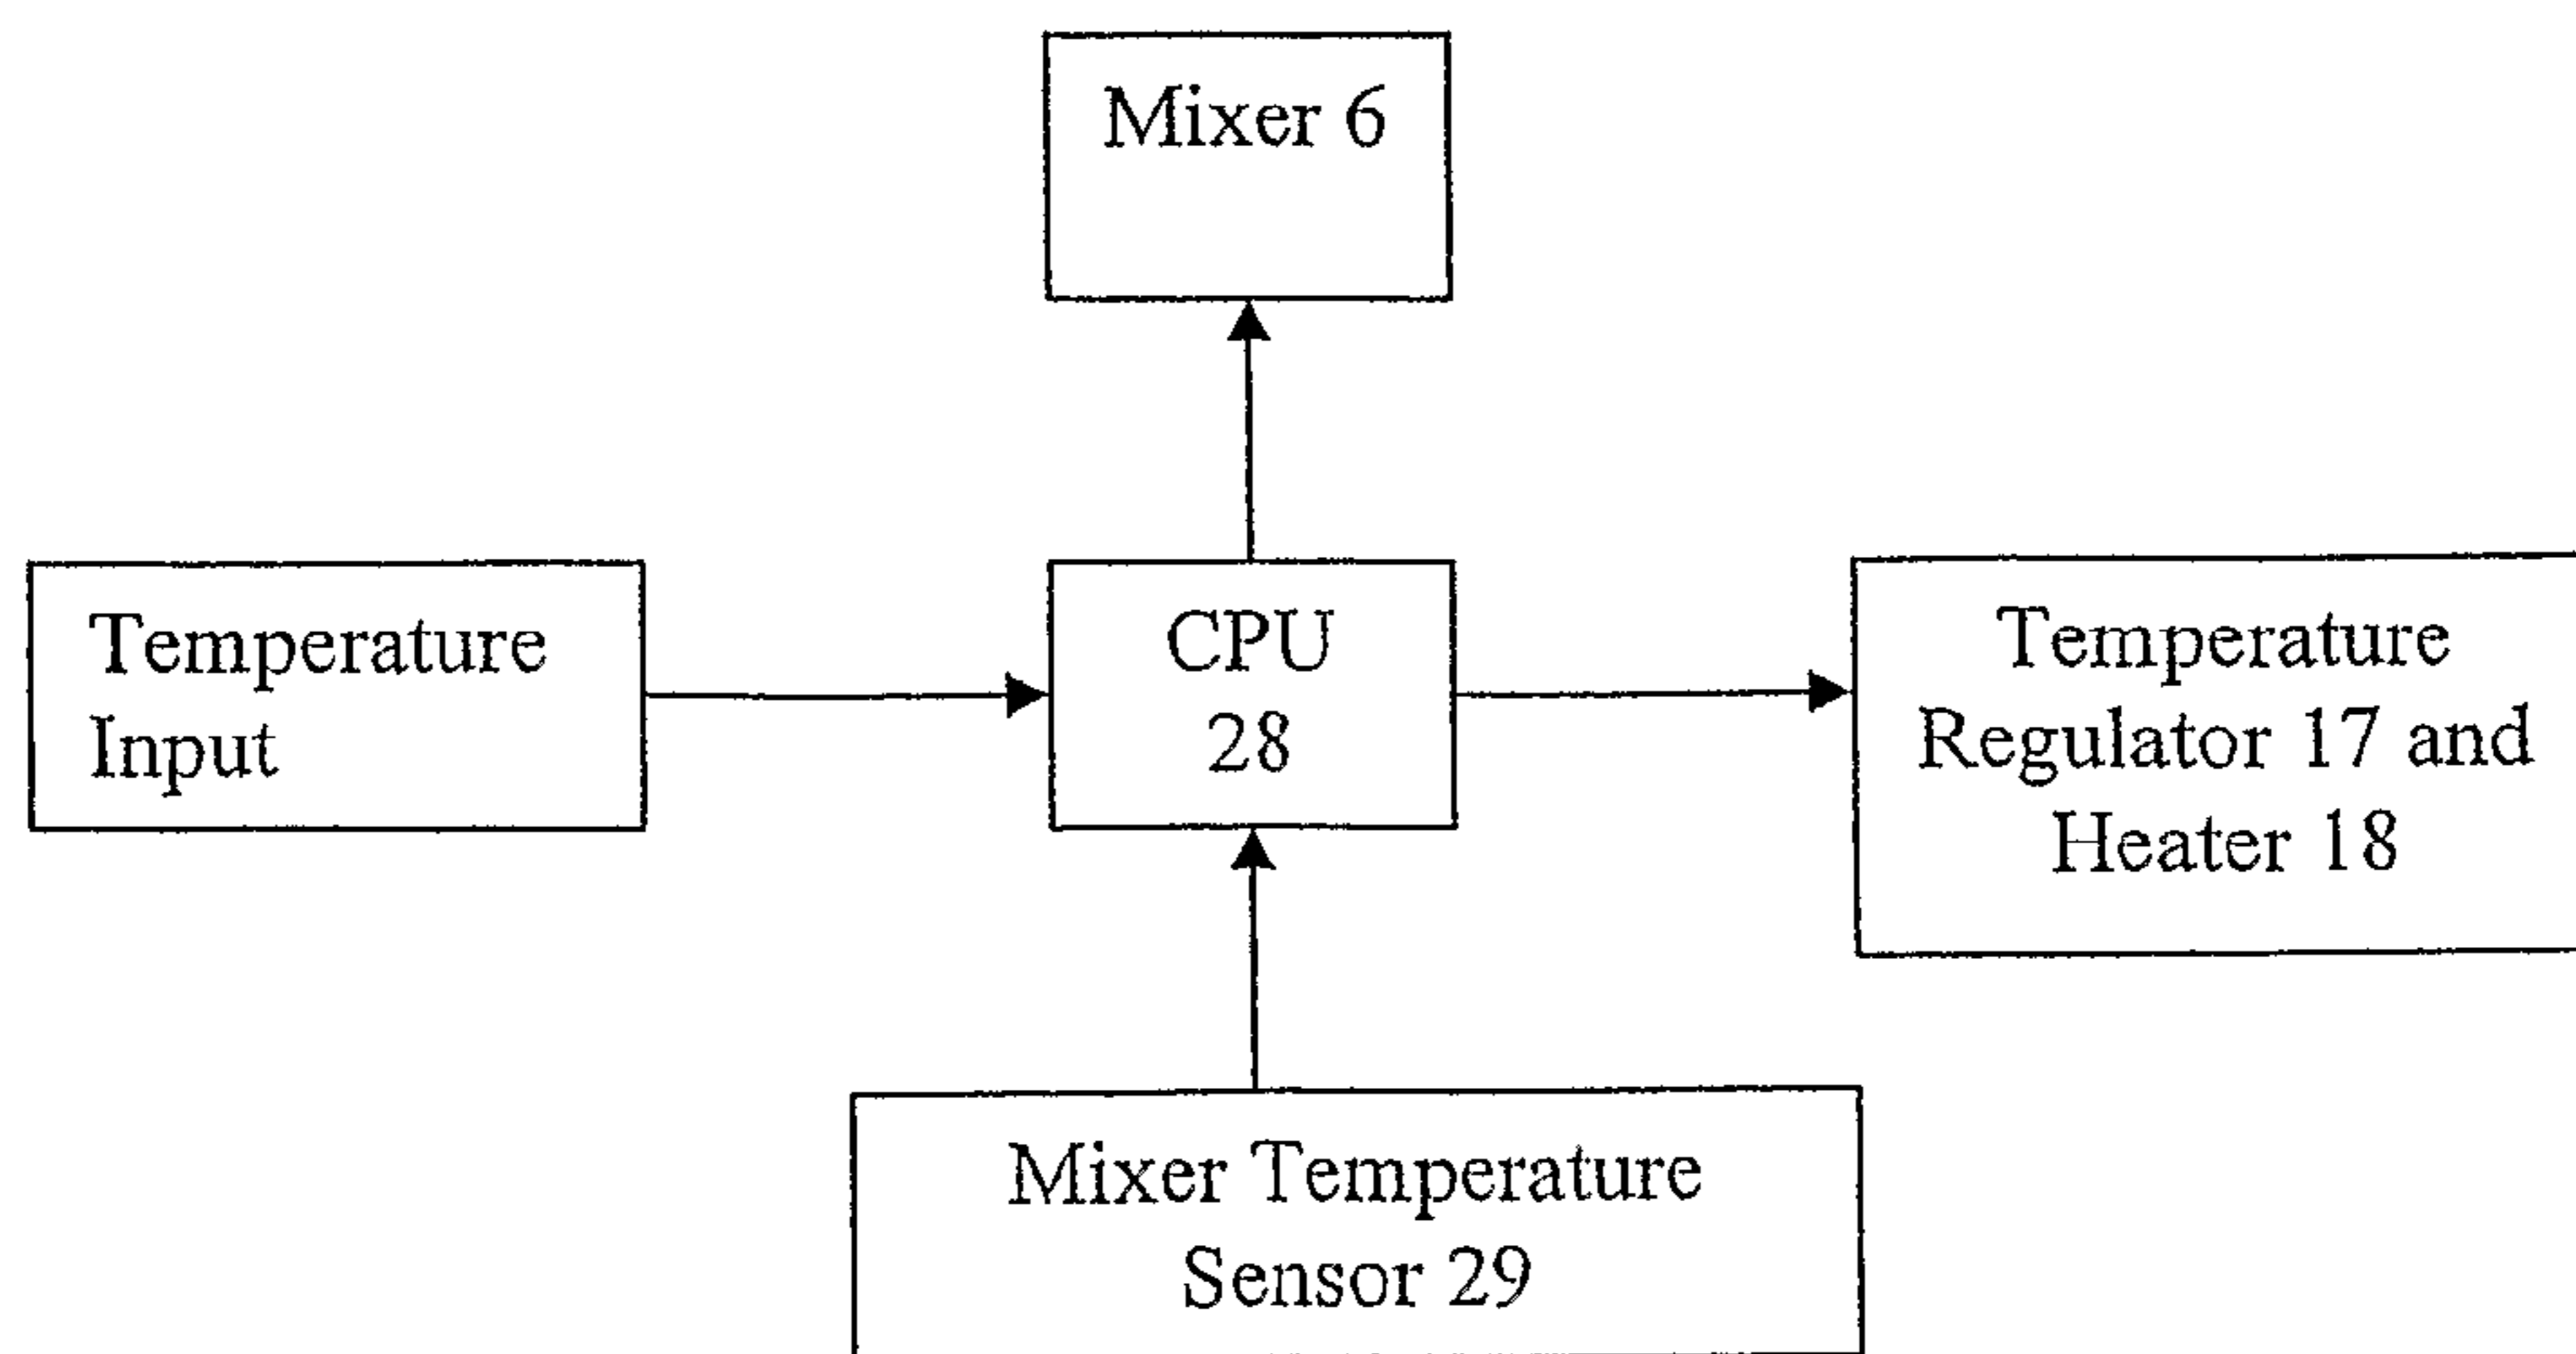 Mixer 6
Temperature
Input
CPU
28
Temperature
Regulator 17 and
Heater 18
Mixer Temperature
Sensor 29